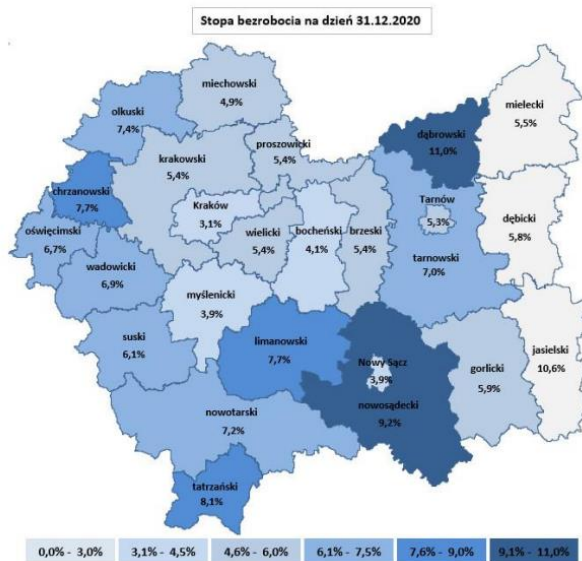 Stopa bezrobocia na dzień 31.12.2020
miechowski
4,9%
olkuski
7,4%
mielecki
5,5%
dąbrowski
11,0%
proszowicki
5,4%
krakowski
5,4%
chrzanowski
7,7%
Kraków
3,1%
Tarnów
5,3%
dębicki
5,8%
oświęcimski
6,7%
wielicki
5,4%
bocheński
4,1%
brzeski
5,4%
tarnowski
7,0%
wadowicki
6,9%
myślenicki
3,9%
suski
6,1%
limanowski
7,7%
Nowy Sącz
3,9%
gorlicki
5,9%
jasielski
10,6%
nowosądecki
9,2%
nowotarski
7,2%
tatrzański
8,1%
0,0% - 3,0%
3,1% - 4,5%
4,6% - 6,0%
6,1% - 7,5%
7,6% - 9,0%
9,1% - 11,0%